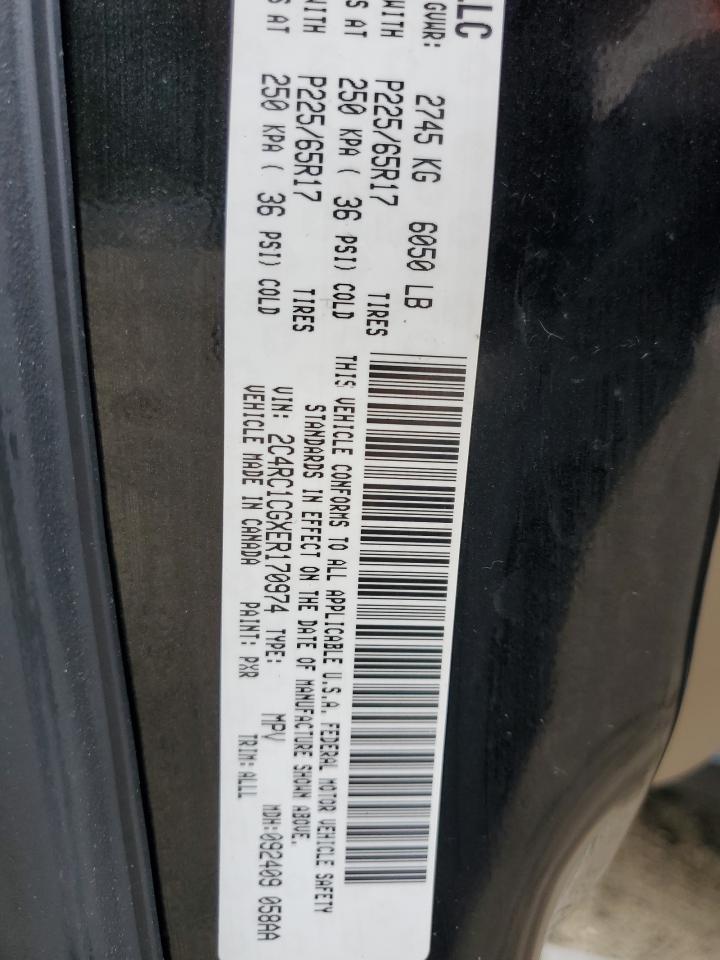 LLC
GVWR: 2745 KG 6050 LB
WITH P225/65R17 TIRES
S AT 250 KPA ( 36 PSI) COLD
WITH P225/65R17 TIRES
S AT 250 KPA ( 36 PSI) COLD
THIS VEHICLE CONFORMS TO ALL APPLICABLE U.S.A. FEDERAL MOTOR VEHICLE SAFETY
STANDARDS IN EFFECT ON THE DATE OF MANUFACTURE SHOWN ABOVE.
VIN: 2C4RC1CGXER170974 TYPE: MPV MDH:092409 058AA
VEHICLE MADE IN CANADA PAINT: PXR TRIM:ALLL